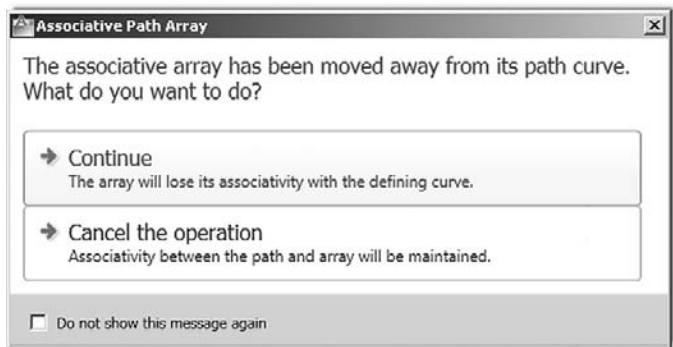 Associative Path Array
The associative array has been moved away from its path curve.
What do you want to do?
Continue
The array will lose its associativity with the defining curve.
Cancel the operation
Associativity between the path and array will be maintained.
Do not show this message again